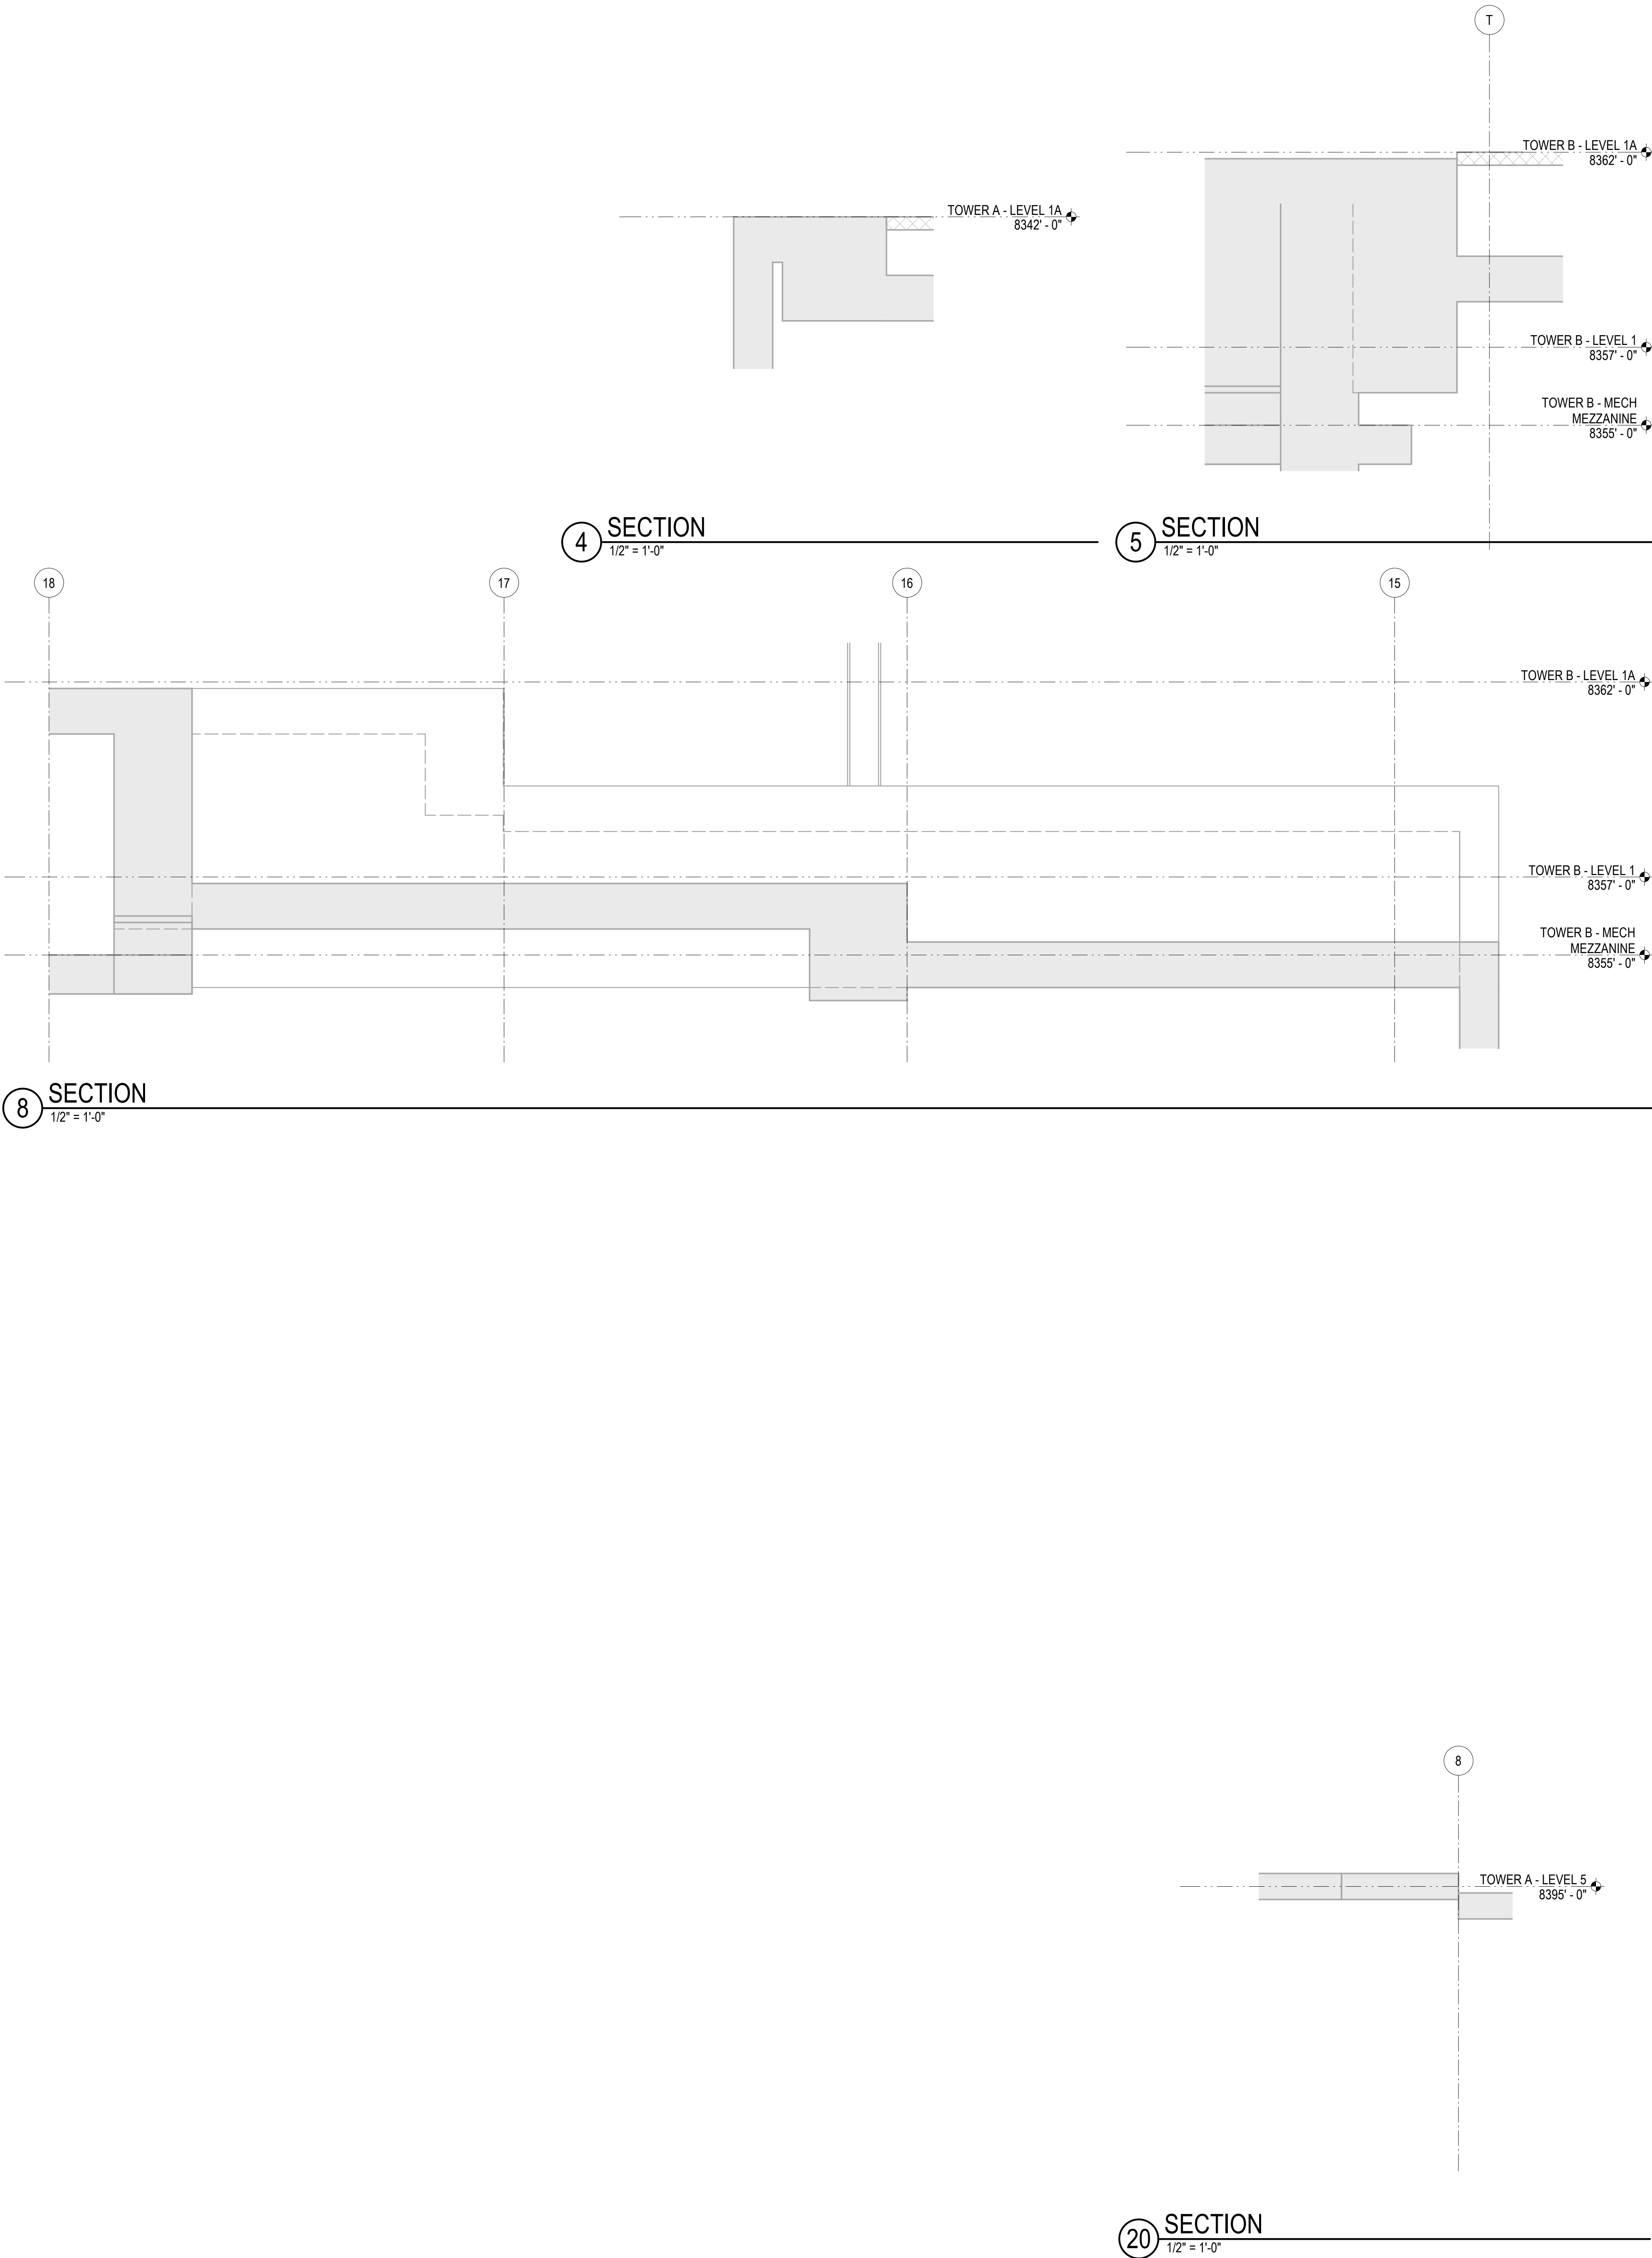 T
TOWER B - LEVEL 1A
8362' - 0"
TOWER A - LEVEL 1A
8342' - 0"
TOWER B - LEVEL 1
8357' - 0"
TOWER B - MECH
MEZZANINE
8355' - 0"
4 SECTION
1/2" = 1'-0"
5 SECTION
1/2" = 1'-0"
18
17
16
15
TOWER B - LEVEL 1A
8362' - 0"
TOWER B - LEVEL 1
8357' - 0"
TOWER B - MECH
MEZZANINE
8355' - 0"
8 SECTION
1/2" = 1'-0"
8
TOWER A - LEVEL 5
8395' - 0"
20 SECTION
1/2" = 1'-0"